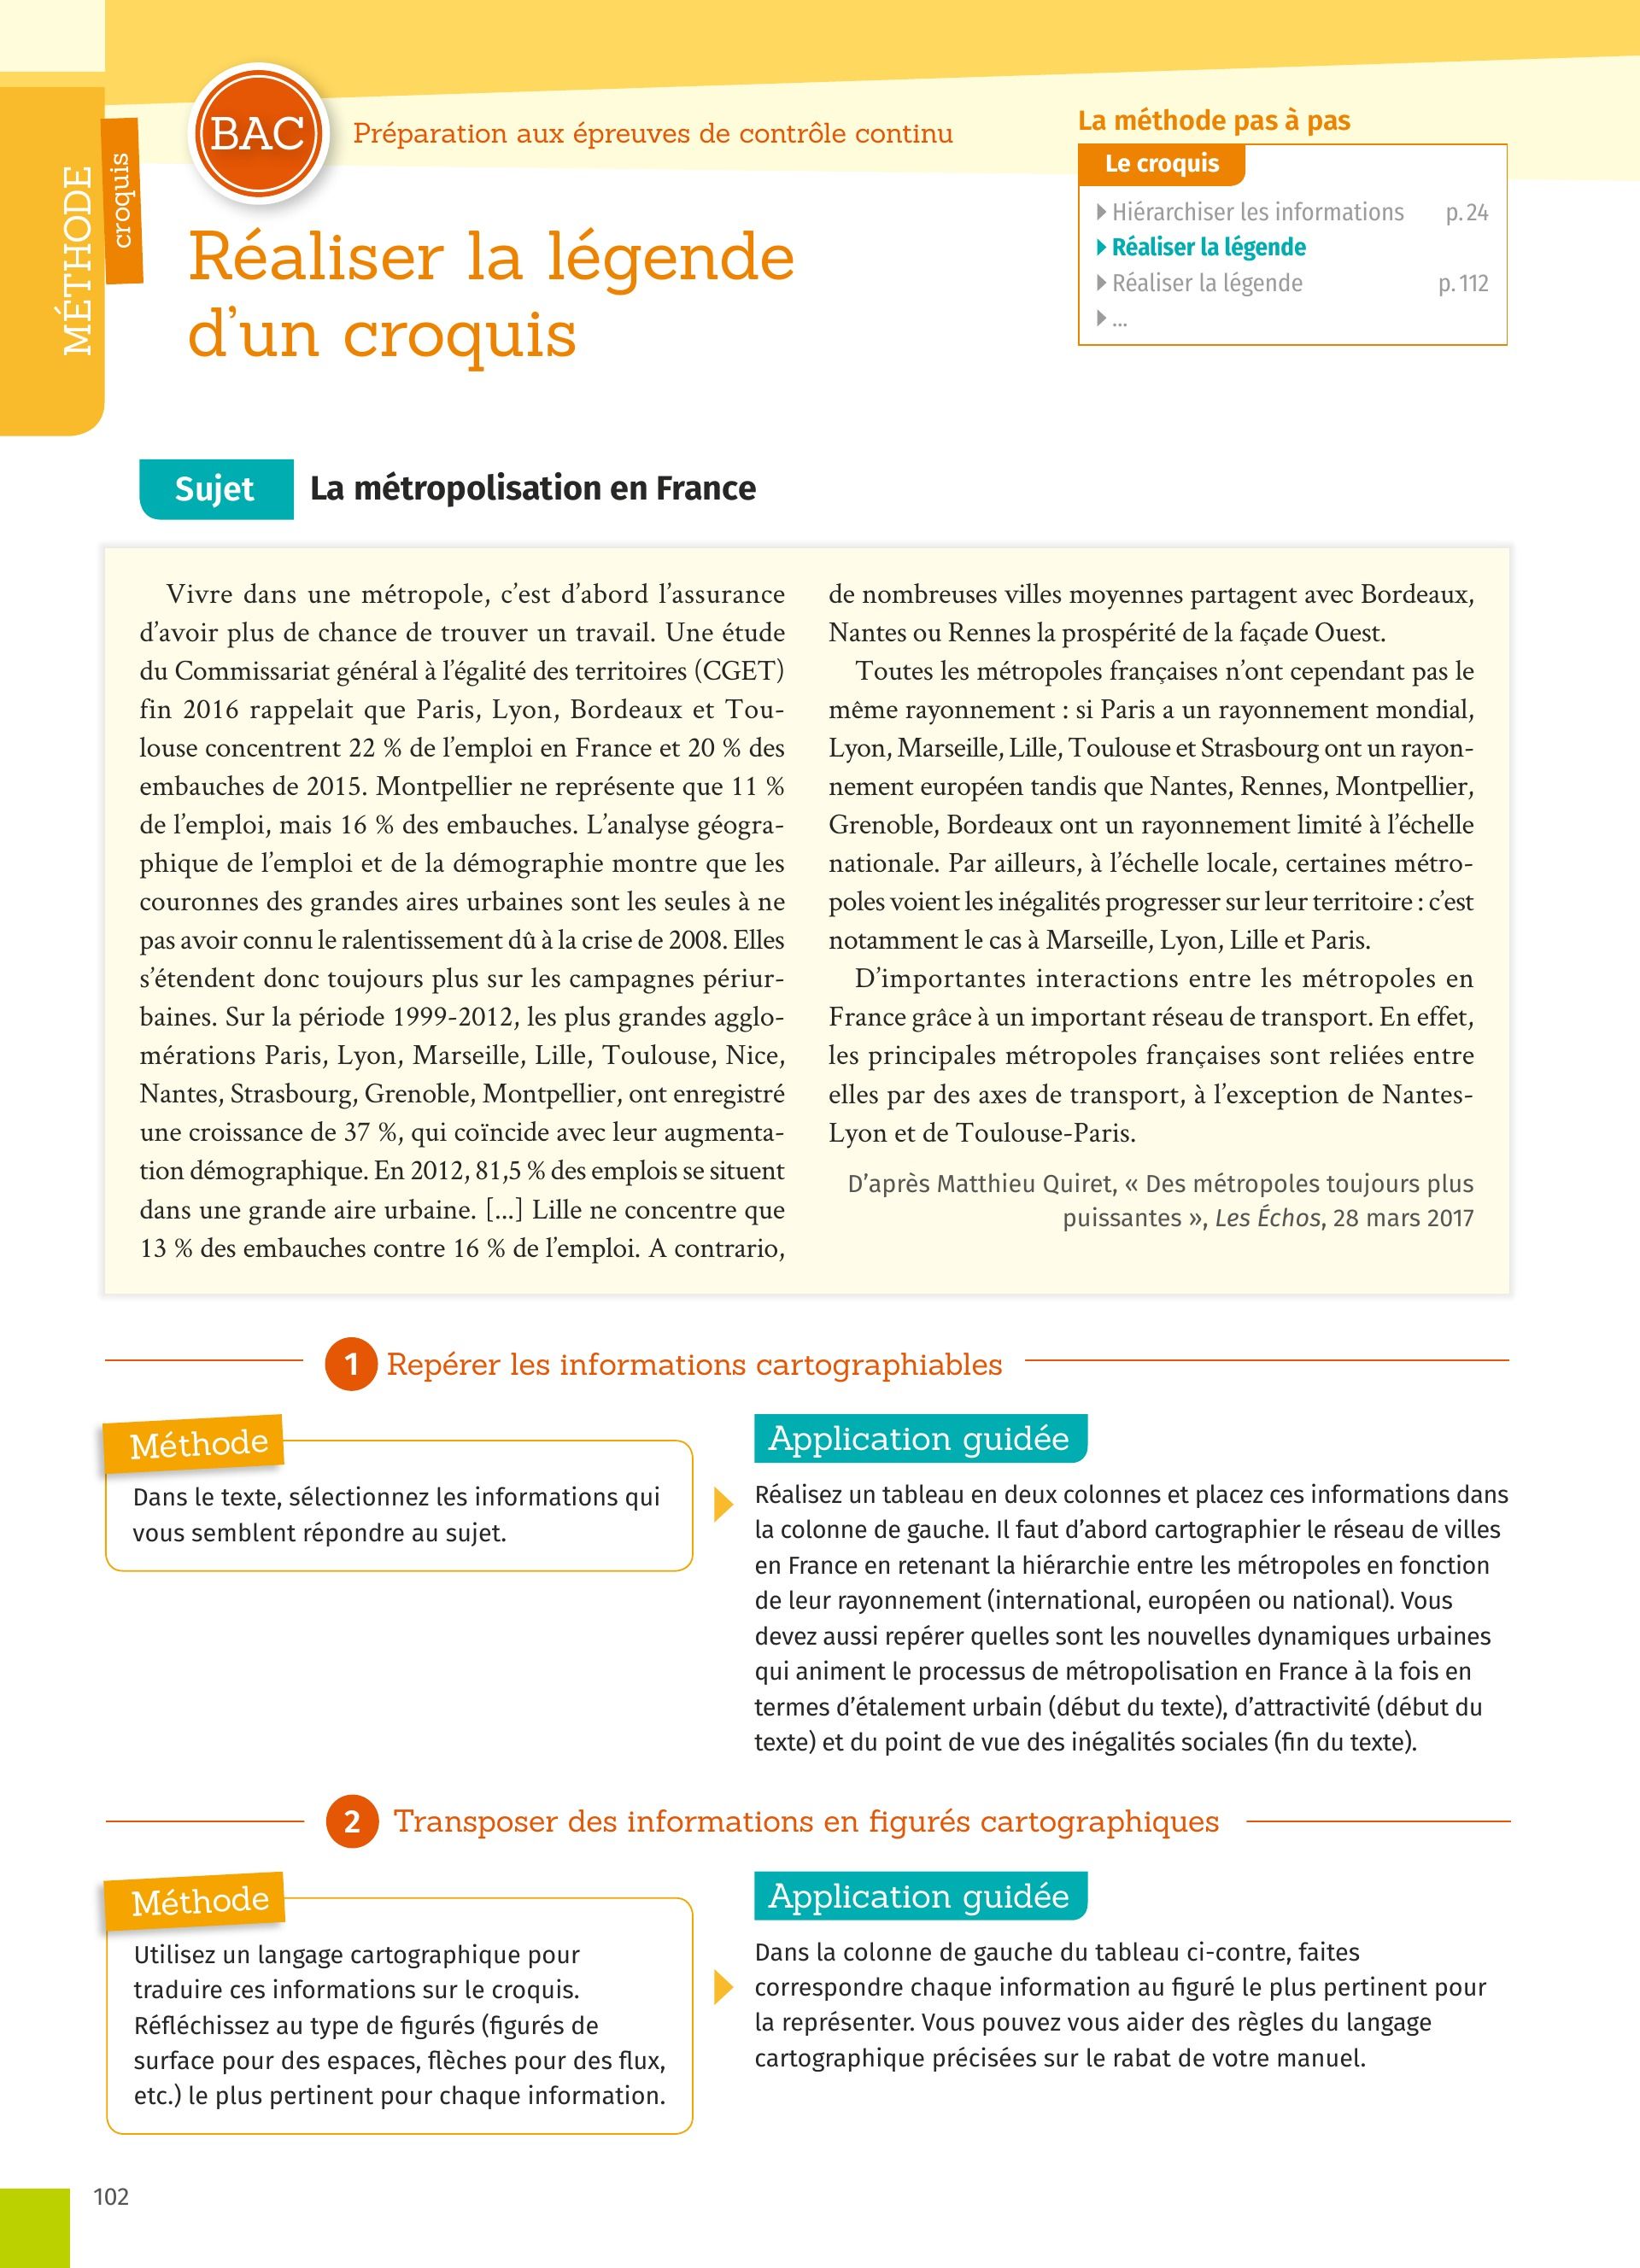 MÉTHODE
croquis
BAC
Préparation aux épreuves de contrôle continu
Réaliser la légende
d’un croquis
La méthode pas à pas
Le croquis
Hiérarchiser les informations p. 24
Réaliser la légende
Réaliser la légende p. 112
...
Sujet La métropolisation en France
Vivre dans une métropole, c’est d’abord l’assurance
d’avoir plus de chance de trouver un travail. Une étude
du Commissariat général à l’égalité des territoires (CGET)
fin 2016 rappelait que Paris, Lyon, Bordeaux et Tou-
louse concentrent 22 % de l’emploi en France et 20 % des
embauches de 2015. Montpellier ne représente que 11 %
de l’emploi, mais 16 % des embauches. L’analyse géogra-
phique de l’emploi et de la démographie montre que les
couronnes des grandes aires urbaines sont les seules à ne
pas avoir connu le ralentissement dû à la crise de 2008. Elles
s’étendent donc toujours plus sur les campagnes périur-
baines. Sur la période 1999-2012, les plus grandes agglo-
mérations Paris, Lyon, Marseille, Lille, Toulouse, Nice,
Nantes, Strasbourg, Grenoble, Montpellier, ont enregistré
une croissance de 37 %, qui coïncide avec leur augmenta-
tion démographique. En 2012, 81,5 % des emplois se situent
dans une grande aire urbaine. [...] Lille ne concentre que
13 % des embauches contre 16 % de l’emploi. A contrario,
de nombreuses villes moyennes partagent avec Bordeaux,
Nantes ou Rennes la prospérité de la façade Ouest.
Toutes les métropoles françaises n’ont cependant pas le
même rayonnement : si Paris a un rayonnement mondial,
Lyon, Marseille, Lille, Toulouse et Strasbourg ont un rayon-
nement européen tandis que Nantes, Rennes, Montpellier,
Grenoble, Bordeaux ont un rayonnement limité à l’échelle
nationale. Par ailleurs, à l’échelle locale, certaines métro-
poles voient les inégalités progresser sur leur territoire : c’est
notamment le cas à Marseille, Lyon, Lille et Paris.
D’importantes interactions entre les métropoles en
France grâce à un important réseau de transport. En effet,
les principales métropoles françaises sont reliées entre
elles par des axes de transport, à l’exception de Nantes-
Lyon et de Toulouse-Paris.
D’après Matthieu Quiret, « Des métropoles toujours plus
puissantes », Les Échos, 28 mars 2017
1 Repérer les informations cartographiables
Méthode
Dans le texte, sélectionnez les informations qui
vous semblent répondre au sujet.
Application guidée
Réalisez un tableau en deux colonnes et placez ces informations dans
la colonne de gauche. Il faut d’abord cartographier le réseau de villes
en France en retenant la hiérarchie entre les métropoles en fonction
de leur rayonnement (international, européen ou national). Vous
devez aussi repérer quelles sont les nouvelles dynamiques urbaines
qui animent le processus de métropolisation en France à la fois en
termes d’étalement urbain (début du texte), d’attractivité (début du
texte) et du point de vue des inégalités sociales (fin du texte).
2 Transposer des informations en figurés cartographiques
Méthode
Utilisez un langage cartographique pour
traduire ces informations sur le croquis.
Réfléchissez au type de figurés (figurés de
surface pour des espaces, flèches pour des flux,
etc.) le plus pertinent pour chaque information.
Application guidée
Dans la colonne de gauche du tableau ci-contre, faites
correspondre chaque information au figuré le plus pertinent pour
la représenter. Vous pouvez vous aider des règles du langage
cartographique précisées sur le rabat de votre manuel.
102